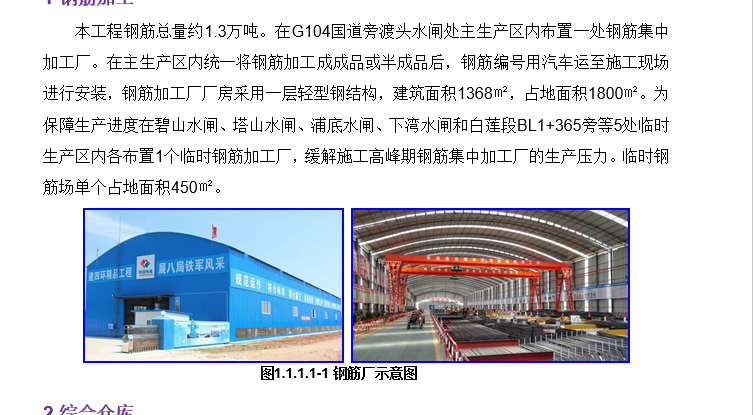 1 钢筋加工
本工程钢筋总量约1.3万吨。在G104国道旁渡头水闸处主生产区内布置一处钢筋集中
加工厂。在主生产区内统一将钢筋加工成成品或半成品后，钢筋编号用汽车运至施工现场
进行安装，钢筋加工厂厂房采用一层轻型钢结构，建筑面积1368㎡，占地面积1800㎡。为
保障生产进度在碧山水闸、塔山水闸、浦底水闸、下湾水闸和白莲段BL1+365旁等5处临时
生产区内各布置1个临时钢筋加工厂，缓解施工高峰期钢筋集中加工厂的生产压力。临时钢
筋场单个占地面积450㎡。
建四环精品工程 展八局铁军风采
规范运作
图1.1.1.1-1 钢筋厂示意图
2 综合仓库